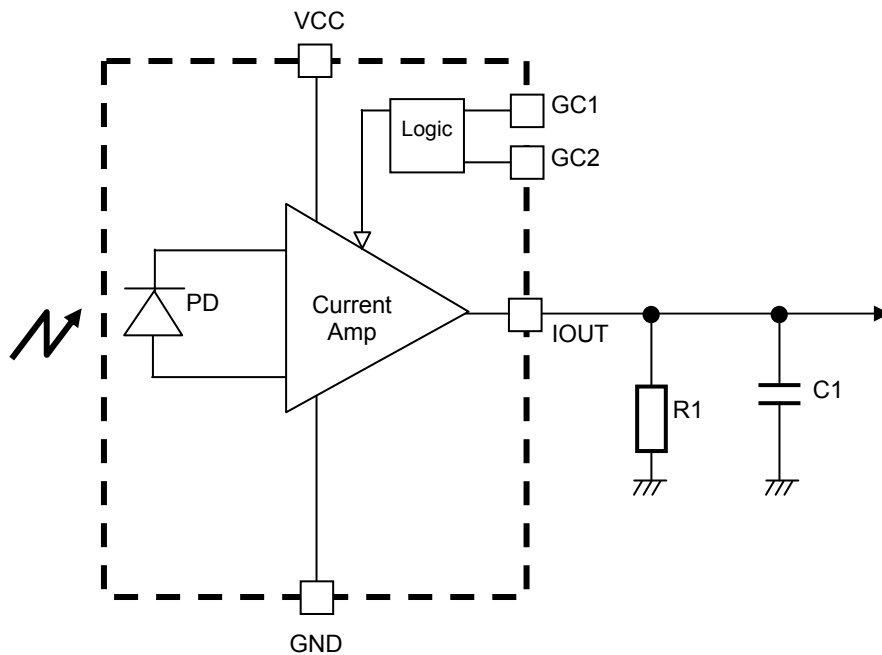 VCC
GC1
Logic
GC2
PD
Current
Amp
IOUT
R1
C1
GND